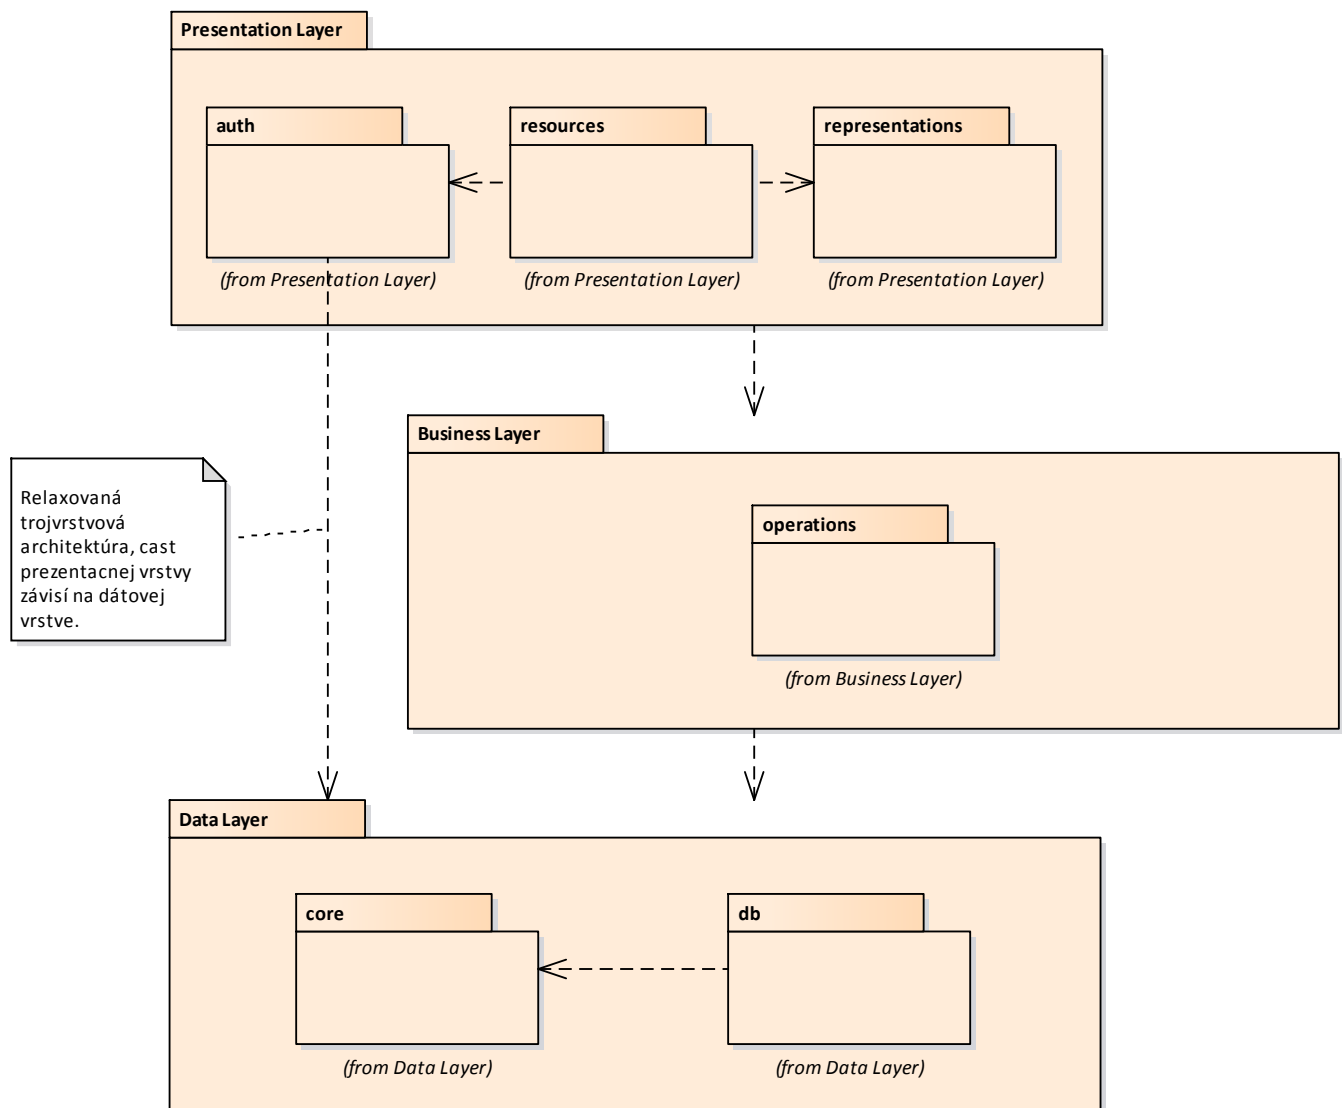 Presentation Layer
auth
resources
representations
(from Presentation Layer)
(from Presentation Layer)
(from Presentation Layer)
Business Layer
Relaxovaná
trojvrstvová
architektúra, cast
prezentacnej vrstvy
závisí na dátovej
vrstve.
operations
(from Business Layer)
Data Layer
core
db
(from Data Layer)
(from Data Layer)